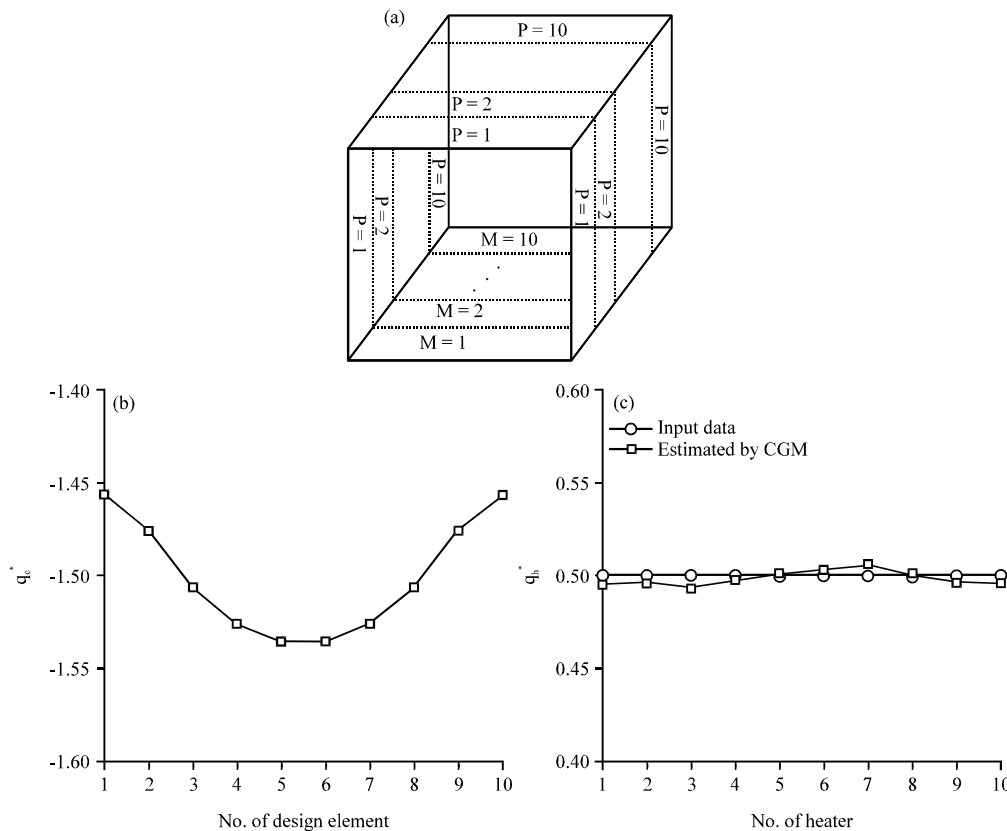 (a)
P = 10
P = 2
P = 1
P = 1
P = 2
P = 10
P = 1
P = 2
P = 10
M = 10
. . .
M = 2
M = 1
(b)
-1.40
-1.45
-1.50
-1.55
-1.60
q_c^*
1 2 3 4 5 6 7 8 9 10
No. of design element
(c)
Input data
Estimated by CGM
0.60
0.55
0.50
0.45
0.40
q_h^*
1 2 3 4 5 6 7 8 9 10
No. of heater